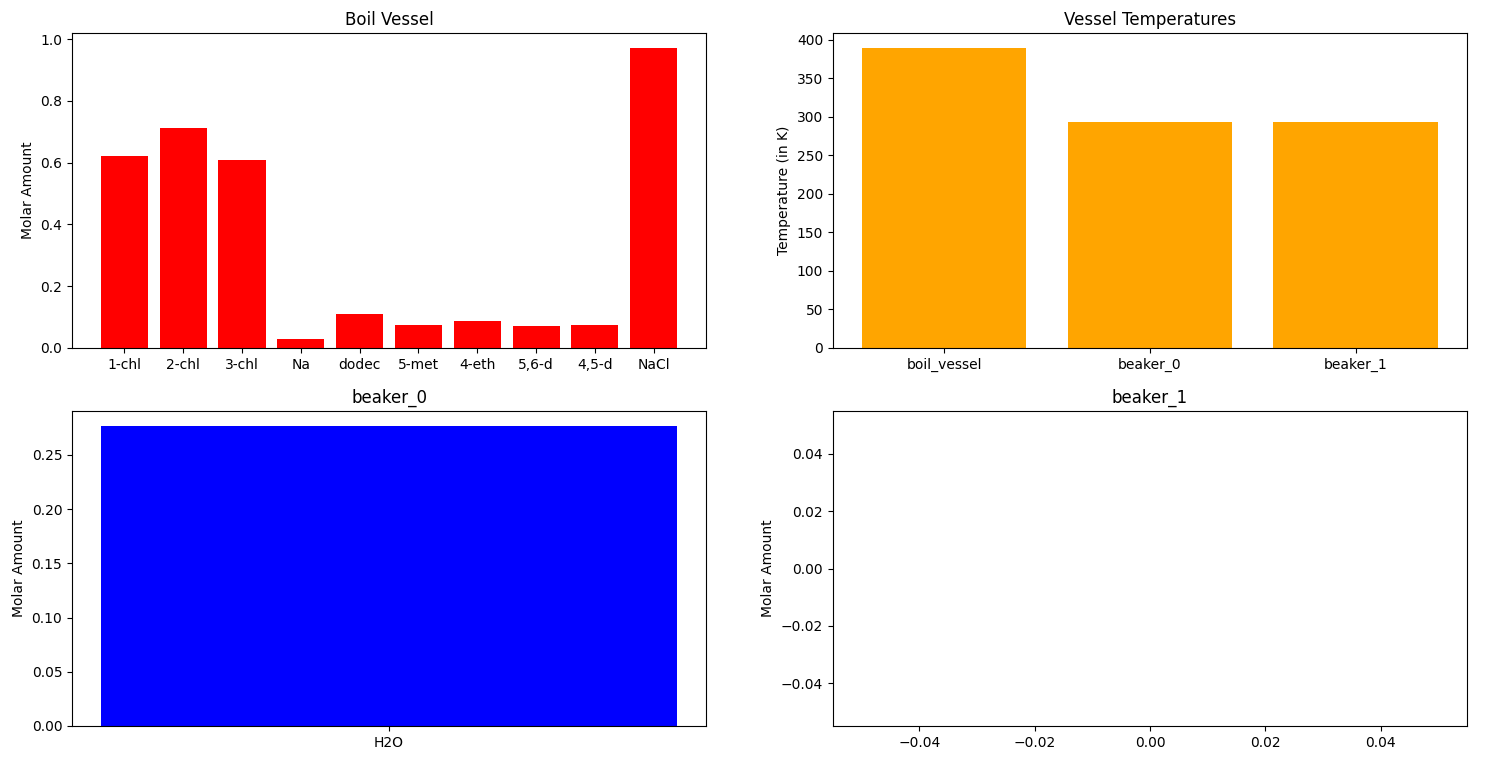 Boil Vessel
Molar Amount
1.0
0.8
0.6
0.4
0.2
0.0
1-chl 2-chl 3-chl Na dodec 5-met 4-eth 5,6-d 4,5-d NaCl
Vessel Temperatures
Temperature (in K)
400
350
300
250
200
150
100
50
0
boil_vessel beaker_0 beaker_1
beaker_0
Molar Amount
0.25
0.20
0.15
0.10
0.05
0.00
H2O
beaker_1
Molar Amount
0.04
0.02
0.00
−0.02
−0.04
−0.04 −0.02 0.00 0.02 0.04